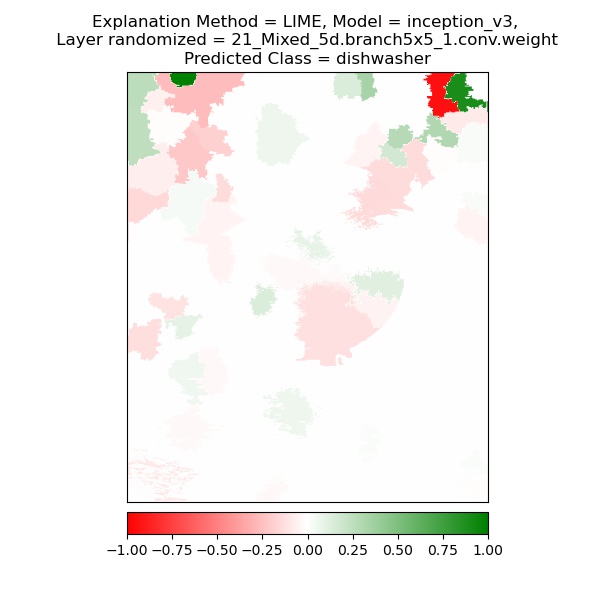 Explanation Method = LIME, Model = inception_v3,
Layer randomized = 21_Mixed_5d.branch5x5_1.conv.weight
Predicted Class = dishwasher
−1.00 −0.75 −0.50 −0.25 0.00 0.25 0.50 0.75 1.00